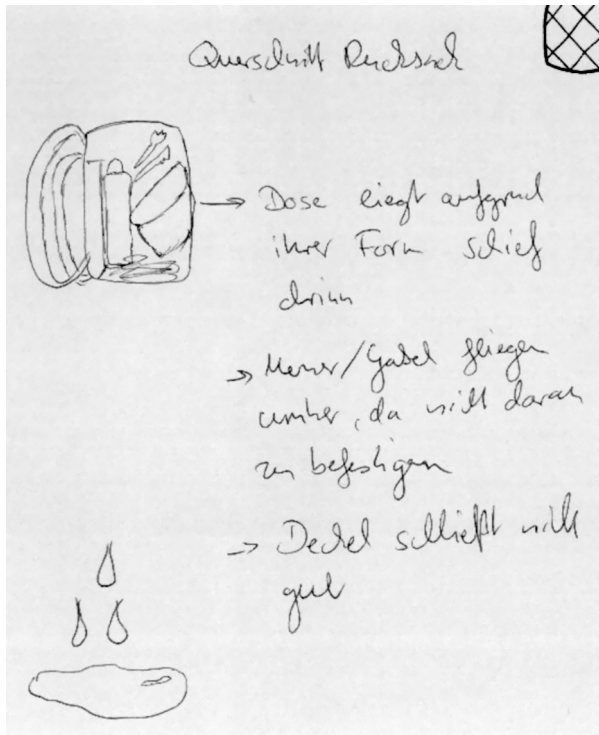 Querschnitt Rucksack
→ Dose liegt aufgrund
ihrer Form schief
drinn
→ Messer/Gabel fliegen
umher, da nicht daran
zu befestigen
→ Deckel schließt nicht
gut